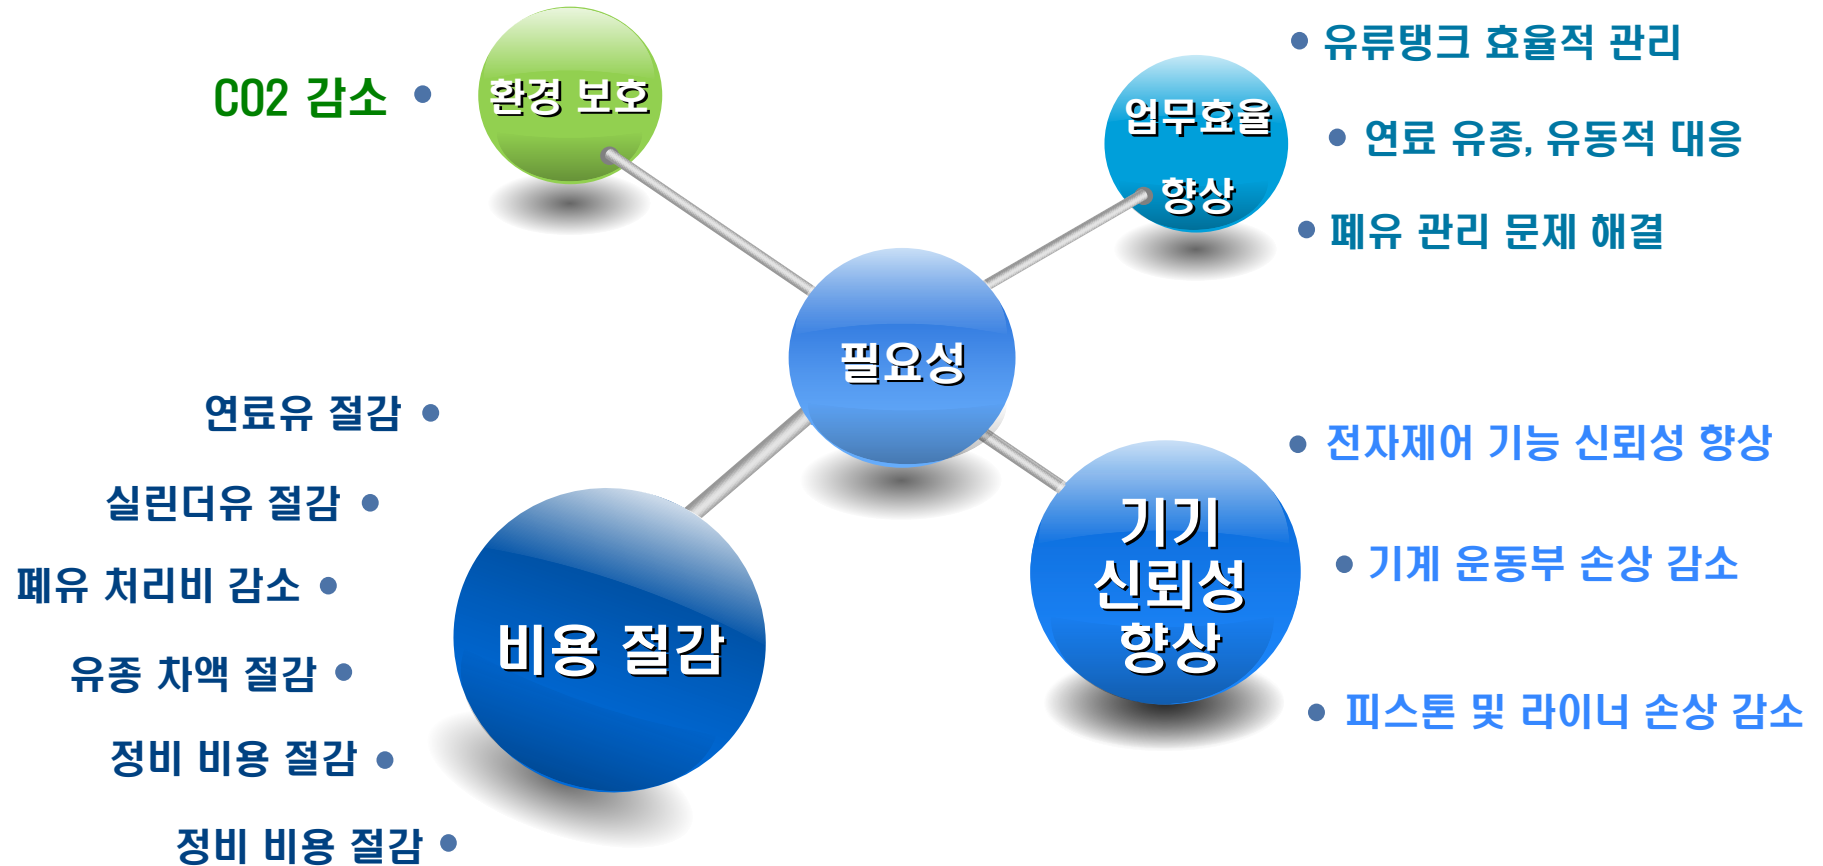 CO2 감소
환경 보호
유류탱크 효율적 관리
업무효율
향상
연료 유종, 유동적 대응
폐유 관리 문제 해결
필요성
연료유 절감
실린더유 절감
폐유 처리비 감소
유종 차액 절감
정비 비용 절감
정비 비용 절감
비용 절감
기기
신뢰성
향상
전자제어 기능 신뢰성 향상
기계 운동부 손상 감소
피스톤 및 라이너 손상 감소